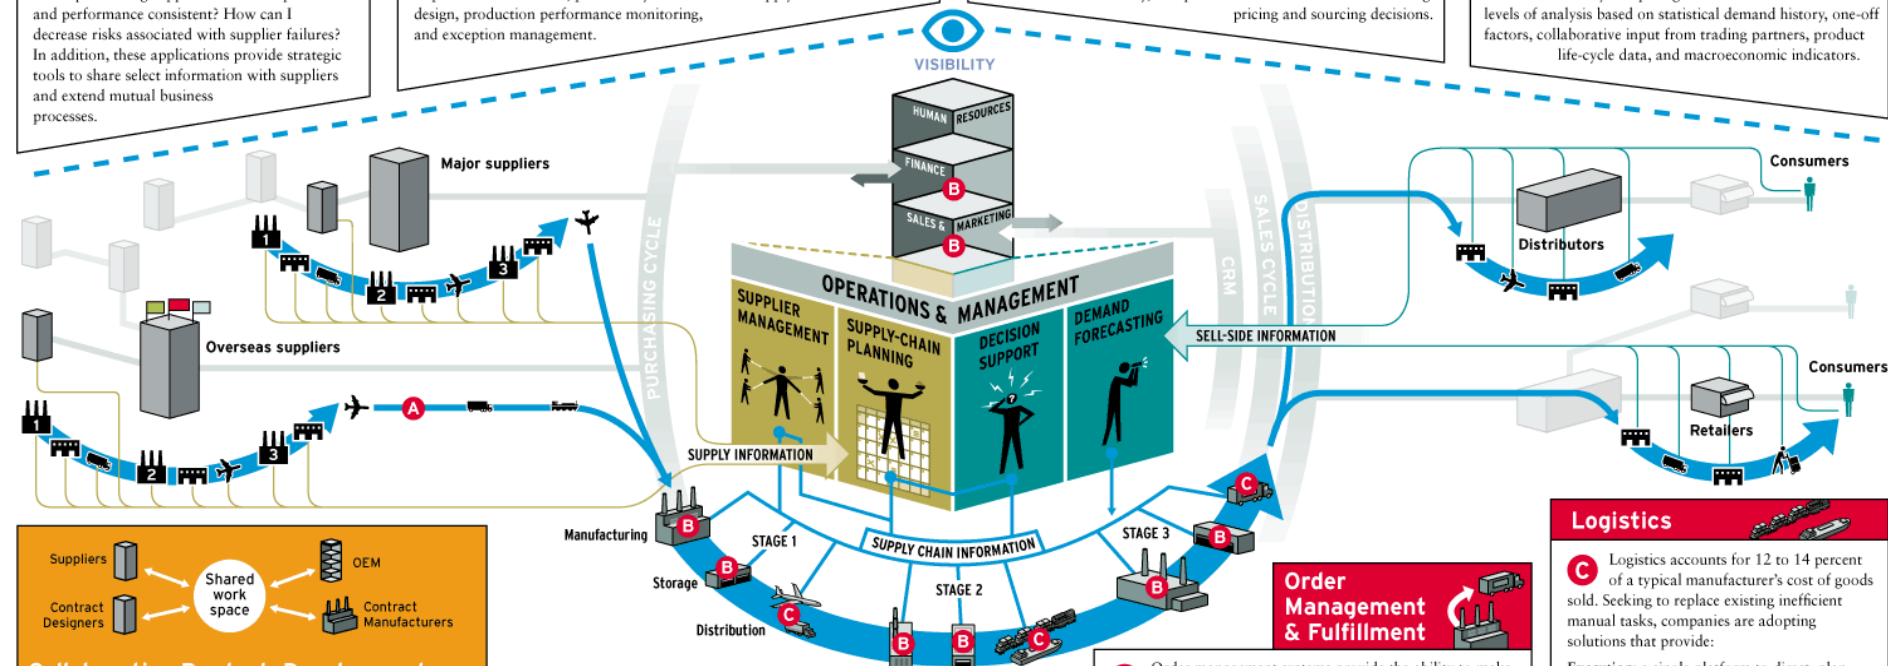 and performance consistent? How can I
decrease risks associated with supplier failures?
In addition, these applications provide strategic
tools to share select information with suppliers
and extend mutual business
processes.
design, production performance monitoring,
and exception management.
pricing and sourcing decisions.
levels of analysis based on statistical demand history, one-off
factors, collaborative input from trading partners, product
life-cycle data, and macroeconomic indicators.
VISIBILITY
HUMAN RESOURCES
FINANCE
B
SALES & MARKETING
B
Major suppliers
1
2
3
Overseas suppliers
1
2
3
A
PURCHASING CYCLE
OPERATIONS & MANAGEMENT
SUPPLIER
MANAGEMENT
SUPPLY-CHAIN
PLANNING
DECISION
SUPPORT
?
DEMAND
FORECASTING
SUPPLY INFORMATION
SELL-SIDE INFORMATION
CRM
SALES CYCLE
DISTRIBUTION
Consumers
Distributors
Consumers
Retailers
Manufacturing
B
Storage
B
Distribution
C
STAGE 1
SUPPLY CHAIN INFORMATION
STAGE 2
STAGE 3
B
B
C
B
B
C
Suppliers
OEM
Shared
work
space
Contract
Designers
Contract
Manufacturers
Order
Management
& Fulfillment
Logistics
C
Logistics accounts for 12 to 14 percent
of a typical manufacturer's cost of goods
sold. Seeking to replace existing inefficient
manual tasks, companies are adopting
solutions that provide: